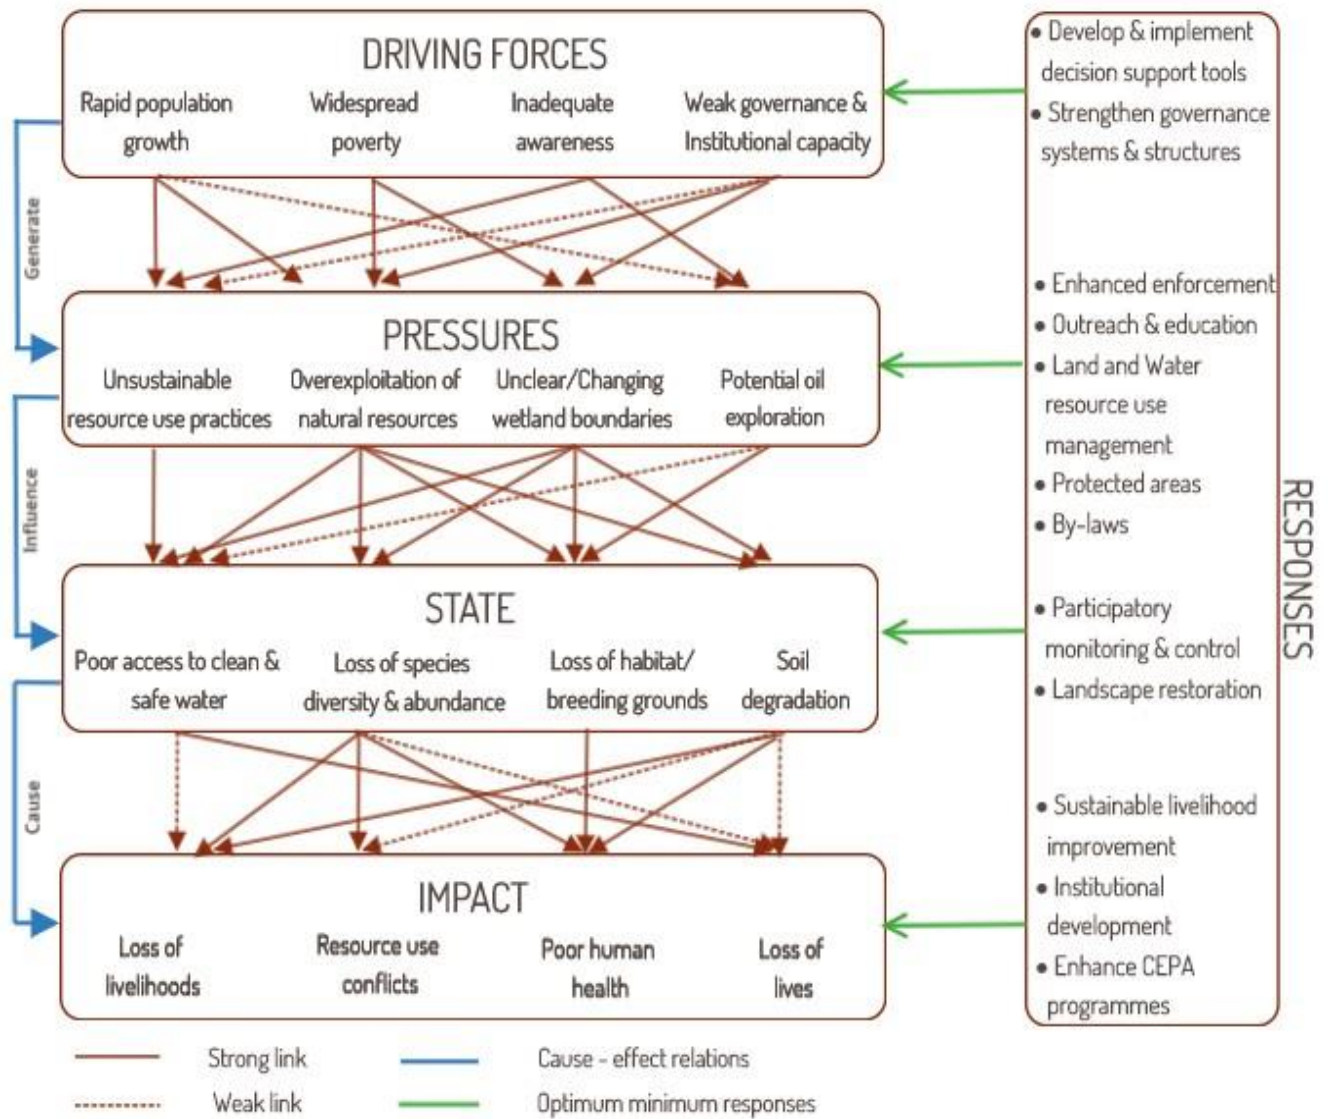 DRIVING FORCES
Rapid population
growth
Widespread
poverty
Inadequate
awareness
Weak governance &
Institutional capacity
Generate
PRESSURES
Unsustainable
resource use practices
Overexploitation of
natural resources
Unclear/Changing
wetland boundaries
Potential oil
exploration
Influence
STATE
Poor access to clean &
safe water
Loss of species
diversity & abundance
Loss of habitat/
breeding grounds
Soil
degradation
Cause
IMPACT
Loss of
livelihoods
Resource use
conflicts
Poor human
health
Loss of
lives
• Develop & implement
decision support tools
• Strengthen governance
systems & structures
• Enhanced enforcement
• Outreach & education
• Land and Water
resource use
management
• Protected areas
• By-laws
• Participatory
monitoring & control
• Landscape restoration
• Sustainable livelihood
improvement
• Institutional
development
• Enhance CEPA
programmes
RESPONSES
Strong link
Weak link
Cause - effect relations
Optimum minimum responses